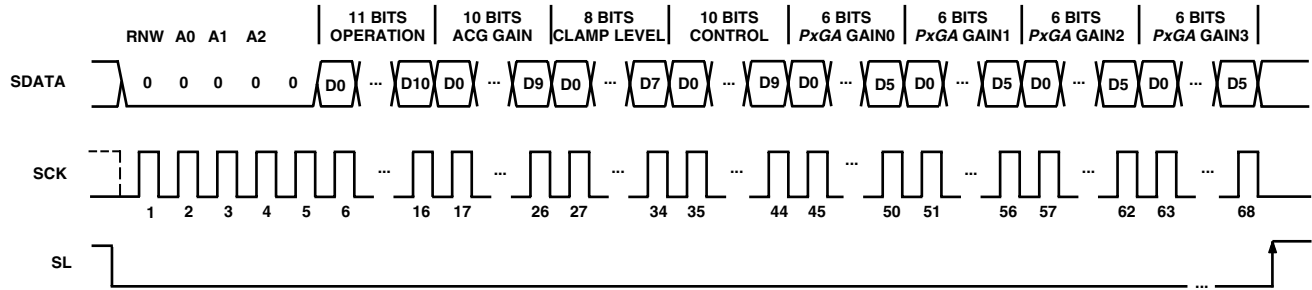 11 BITS OPERATION
10 BITS ACG GAIN
8 BITS CLAMP LEVEL
10 BITS CONTROL
6 BITS PxGA GAIN0
6 BITS PxGA GAIN1
6 BITS PxGA GAIN2
6 BITS PxGA GAIN3
RNW A0 A1 A2
SDATA 0 0 0 0 0 D0 ... D10 D0 ... D9 D0 ... D7 D0 ... D9 D0 ... D5 D0 ... D5 D0 ... D5 D0 ... D5
SCK ... ... ... ... ... ... ... ...
1 2 3 4 5 6 16 17 26 27 34 35 44 45 50 51 56 57 62 63 68
SL ...